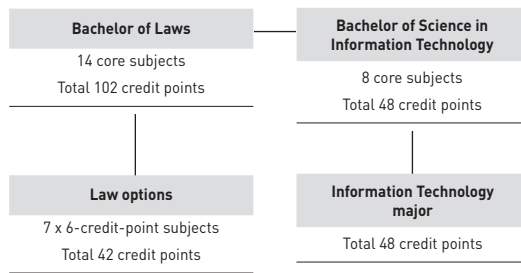 Bachelor of Laws
14 core subjects
Total 102 credit points
Bachelor of Science in
Information Technology
8 core subjects
Total 48 credit points
Law options
7 x 6-credit-point subjects
Total 42 credit points
Information Technology
major
Total 48 credit points